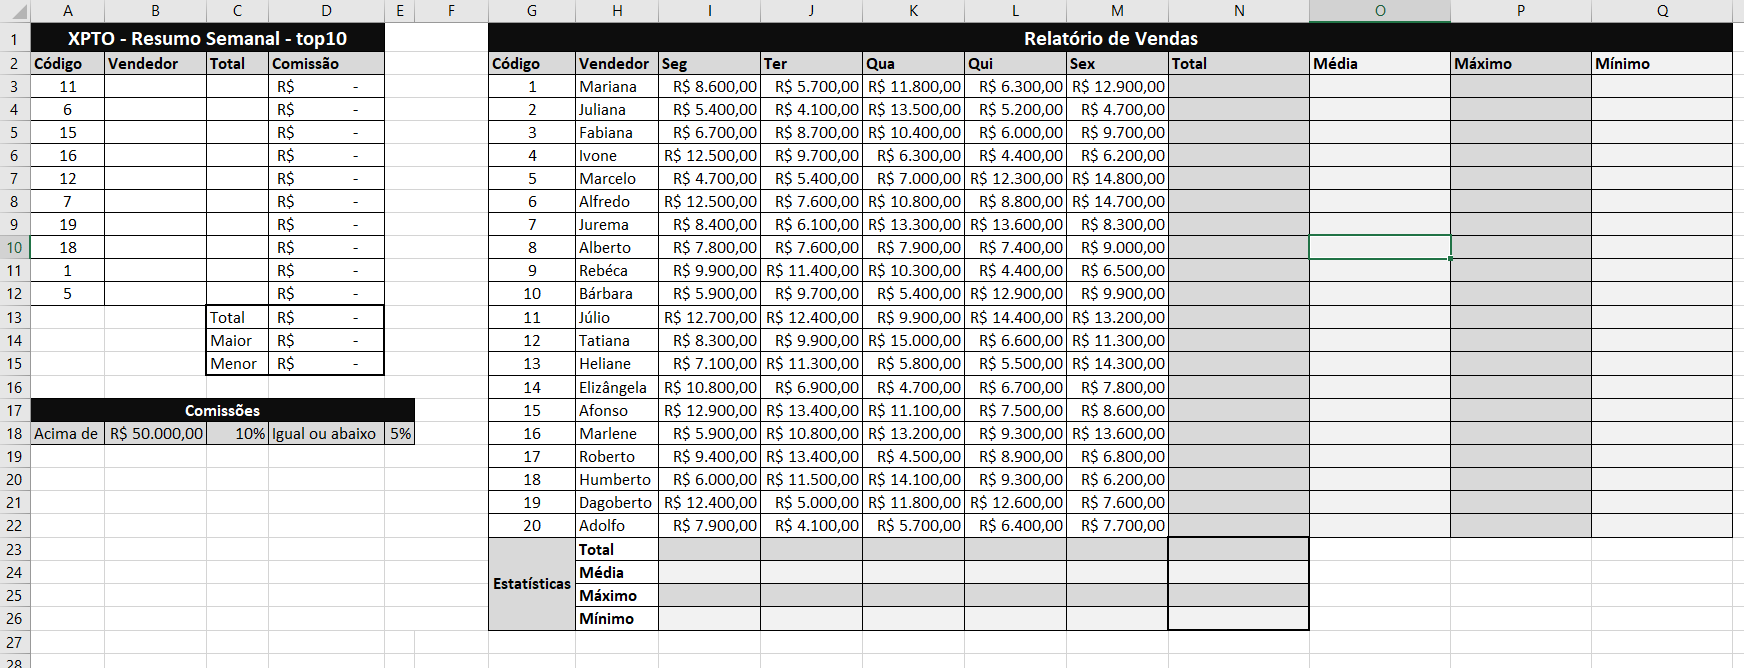 A B C D E F G H I J K L M N O P Q
1 XPTO - Resumo Semanal - top10 Relatório de Vendas
2 Código Vendedor Total Comissão Código Vendedor Seg Ter Qua Qui Sex Total Média Máximo Mínimo
3 11 R$ - 1 Mariana R$ 8.600,00 R$ 5.700,00 R$ 11.800,00 R$ 6.300,00 R$ 12.900,00
4 6 R$ - 2 Juliana R$ 5.400,00 R$ 4.100,00 R$ 13.500,00 R$ 5.200,00 R$ 4.700,00
5 15 R$ - 3 Fabiana R$ 6.700,00 R$ 8.700,00 R$ 10.400,00 R$ 6.000,00 R$ 9.700,00
6 16 R$ - 4 Ivone R$ 12.500,00 R$ 9.700,00 R$ 6.300,00 R$ 4.400,00 R$ 6.200,00
7 12 R$ - 5 Marcelo R$ 4.700,00 R$ 5.400,00 R$ 7.000,00 R$ 12.300,00 R$ 14.800,00
8 7 R$ - 6 Alfredo R$ 12.500,00 R$ 7.600,00 R$ 10.800,00 R$ 8.800,00 R$ 14.700,00
9 19 R$ - 7 Jurema R$ 8.400,00 R$ 6.100,00 R$ 13.300,00 R$ 13.600,00 R$ 8.300,00
10 18 R$ - 8 Alberto R$ 7.800,00 R$ 7.600,00 R$ 7.900,00 R$ 7.400,00 R$ 9.000,00
11 1 R$ - 9 Rebéca R$ 9.900,00 R$ 11.400,00 R$ 10.300,00 R$ 4.400,00 R$ 6.500,00
12 5 R$ - 10 Bárbara R$ 5.900,00 R$ 9.700,00 R$ 5.400,00 R$ 12.900,00 R$ 9.900,00
13 Total R$ - 11 Júlio R$ 12.700,00 R$ 12.400,00 R$ 9.900,00 R$ 14.400,00 R$ 13.200,00
14 Maior R$ - 12 Tatiana R$ 8.300,00 R$ 9.900,00 R$ 15.000,00 R$ 6.600,00 R$ 11.300,00
15 Menor R$ - 13 Heliane R$ 7.100,00 R$ 11.300,00 R$ 5.800,00 R$ 5.500,00 R$ 14.300,00
16 14 Elizângela R$ 10.800,00 R$ 6.900,00 R$ 4.700,00 R$ 6.700,00 R$ 7.800,00
17 Comissões 15 Afonso R$ 12.900,00 R$ 13.400,00 R$ 11.100,00 R$ 7.500,00 R$ 8.600,00
18 Acima de R$ 50.000,00 10% Igual ou abaixo 5% 16 Marlene R$ 5.900,00 R$ 10.800,00 R$ 13.200,00 R$ 9.300,00 R$ 13.600,00
19 17 Roberto R$ 9.400,00 R$ 13.400,00 R$ 4.500,00 R$ 8.900,00 R$ 6.800,00
20 18 Humberto R$ 6.000,00 R$ 11.500,00 R$ 14.100,00 R$ 9.300,00 R$ 6.200,00
21 19 Dagoberto R$ 12.400,00 R$ 5.000,00 R$ 11.800,00 R$ 12.600,00 R$ 7.600,00
22 20 Adolfo R$ 7.900,00 R$ 4.100,00 R$ 5.700,00 R$ 6.400,00 R$ 7.700,00
23 Total
24 Média
Estatísticas
25 Máximo
26 Mínimo
27
28